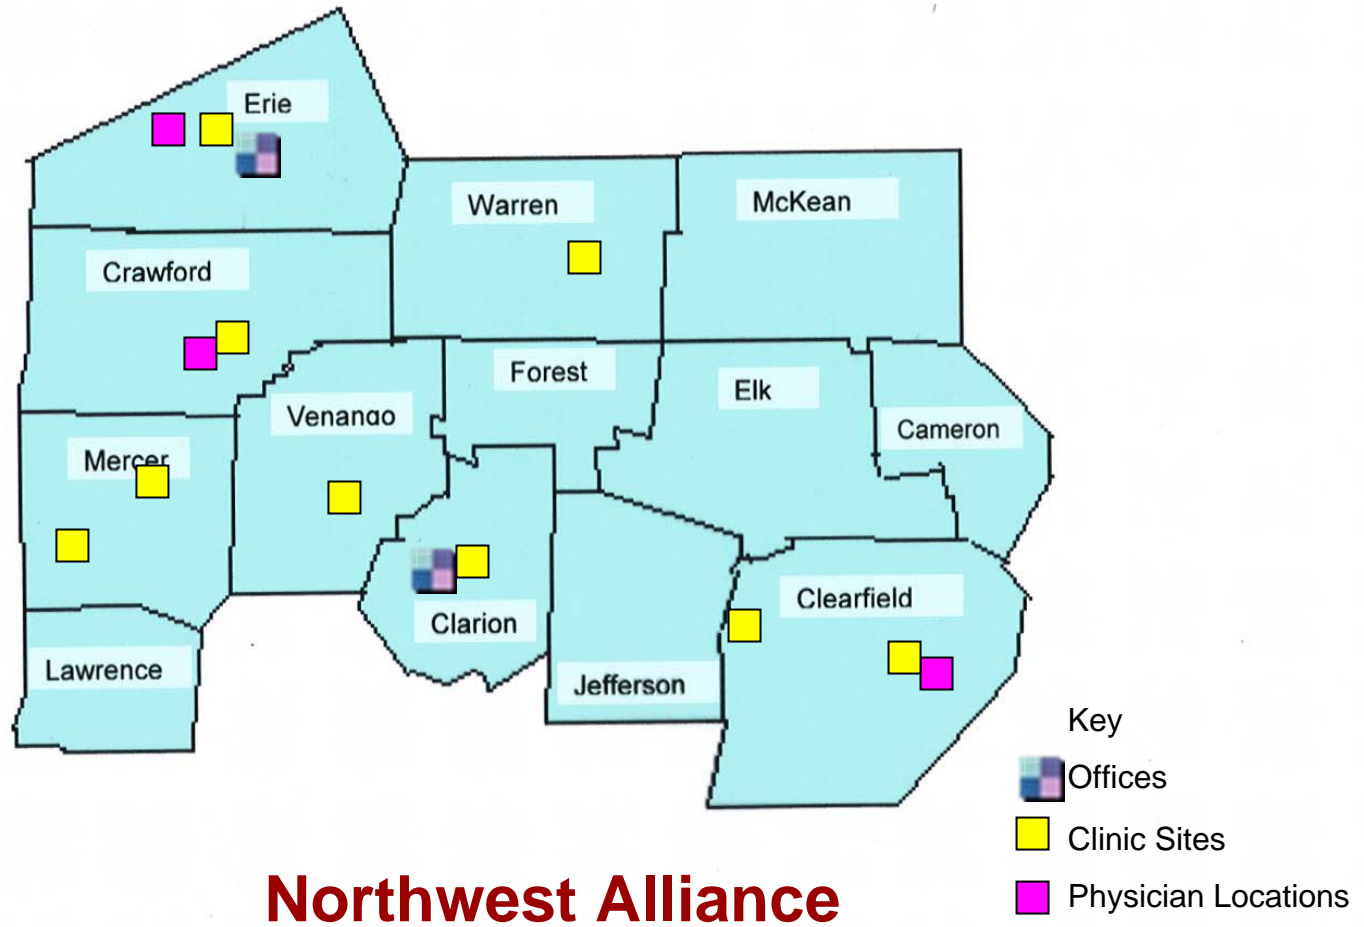 Erie
Warren
McKean
Crawford
Forest
Elk
Venango
Cameron
Mercer
Clearfield
Clarion
Lawrence
Jefferson
Key
Offices
Clinic Sites
Physician Locations
Northwest Alliance